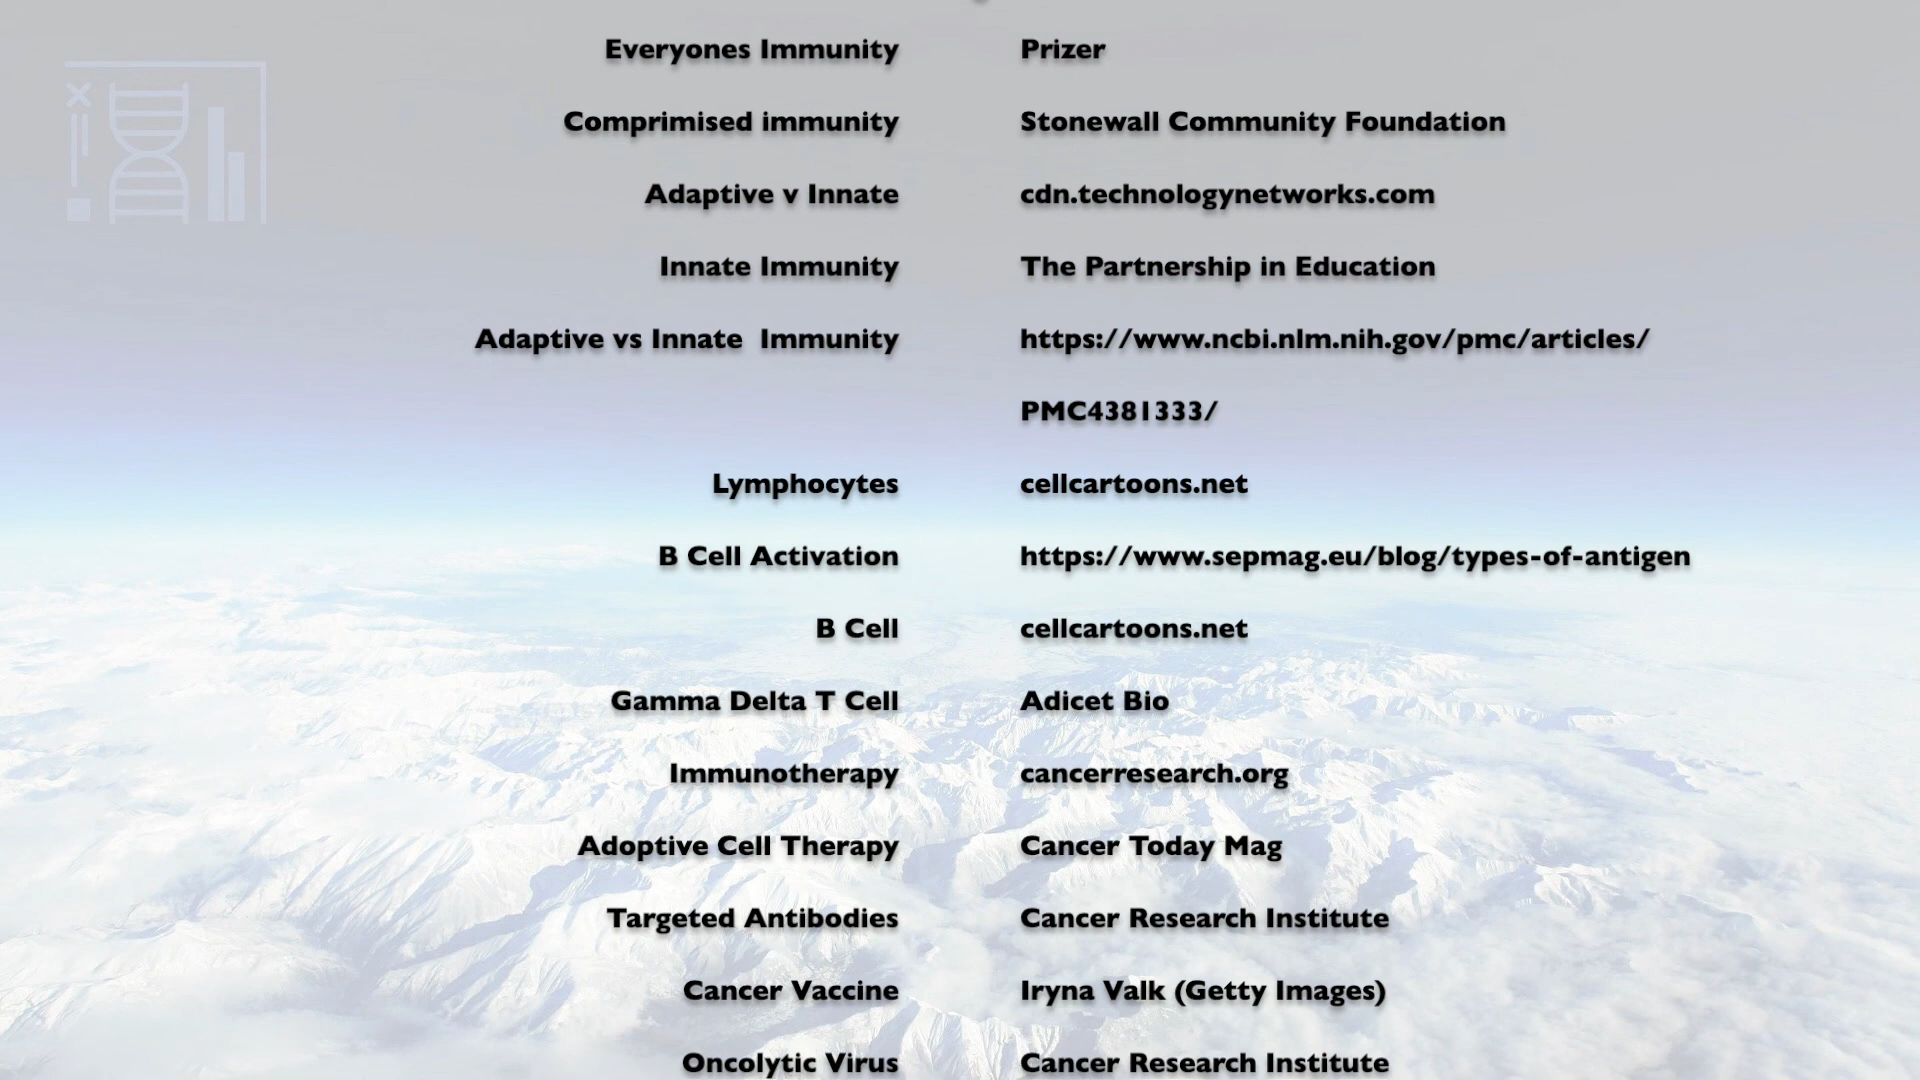 Everyones Immunity Prizer
Comprimised immunity Stonewall Community Foundation
Adaptive v Innate cdn.technologynetworks.com
Innate Immunity The Partnership in Education
Adaptive vs Innate  Immunity https://www.ncbi.nlm.nih.gov/pmc/articles/
PMC4381333/
Lymphocytes cellcartoons.net
B Cell Activation https://www.sepmag.eu/blog/types-of-antigen
B Cell cellcartoons.net
Gamma Delta T Cell Adicet Bio
Immunotherapy cancerresearch.org
Adoptive Cell Therapy Cancer Today Mag
Targeted Antibodies Cancer Research Institute
Cancer Vaccine Iryna Valk (Getty Images)
Oncolytic Virus Cancer Research Institute